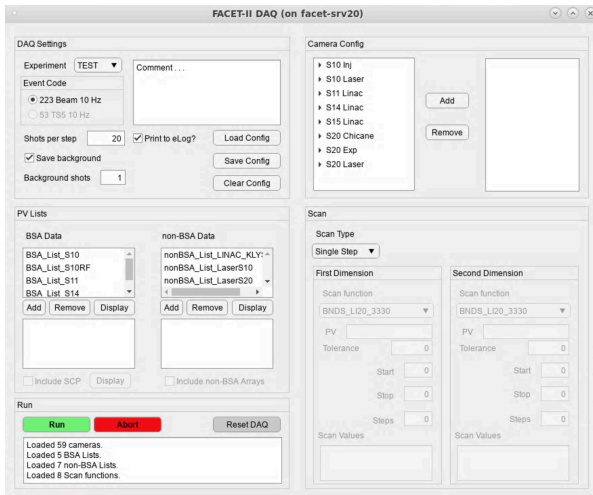 FACET-II DAQ (on facet-srv20)
DAQ Settings
Experiment TEST
Comment . . .
Event Code
223 Beam 10 Hz
53 TS5 10 Hz
Shots per step 20
Print to eLog?
Load Config
Save background
Save Config
Background shots 1
Clear Config
Camera Config
S10 Inj
S10 Laser
S11 Linac
S14 Linac
S15 Linac
S20 Chicane
S20 Exp
S20 Laser
Add
Remove
PV Lists
BSA Data
BSA_List_S10
BSA_List_S10RF
BSA_List_S11
BSA_List_S14
Add Remove Display
Include SCP Display
non-BSA Data
nonBSA_List_LINAC_KLYS
nonBSA_List_LaserS10
nonBSA_List_LaserS20
Add Remove Display
Include non-BSA Arrays
Scan
Scan Type
Single Step
First Dimension
Scan function
BNDS_LI20_3330
PV
Tolerance 0
Start 0
Stop 0
Steps 0
Scan Values
Second Dimension
Scan function
BNDS_LI20_3330
PV
Tolerance 0
Start 0
Stop 0
Steps 0
Scan Values
Run
Run Abort Reset DAQ
Loaded 59 cameras.
Loaded 5 BSA Lists.
Loaded 7 non-BSA Lists.
Loaded 8 Scan functions.